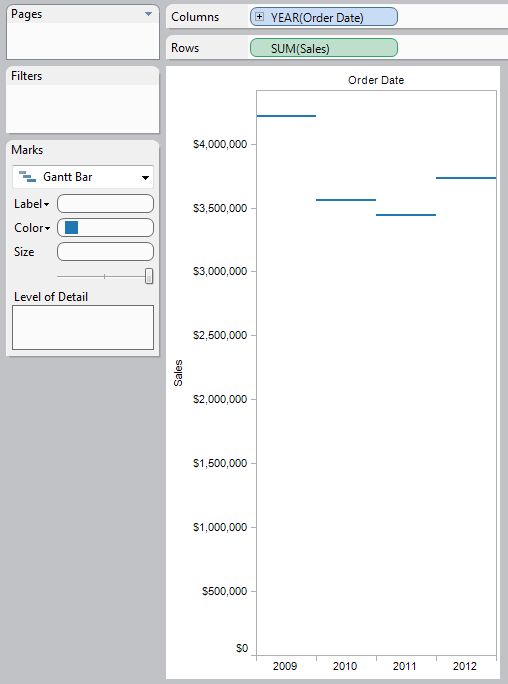 Pages
Columns
YEAR(Order Date)
Rows
SUM(Sales)
Filters
Marks
Gantt Bar
Label
Color
Size
Level of Detail
Order Date
Sales
$4,000,000
$3,500,000
$3,000,000
$2,500,000
$2,000,000
$1,500,000
$1,000,000
$500,000
$0
2009 2010 2011 2012